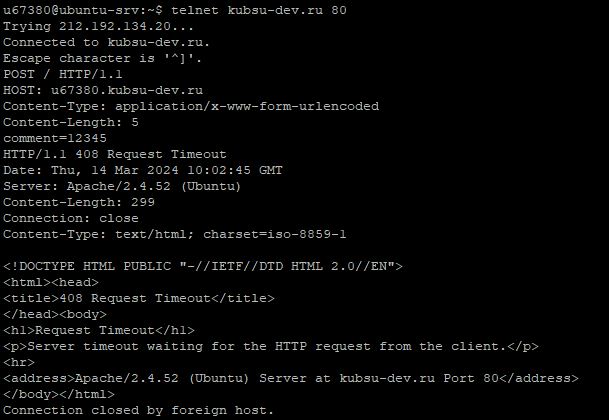 u67380@ubuntu-srv:~$ telnet kubsu-dev.ru 80
Trying 212.192.134.20...
Connected to kubsu-dev.ru.
Escape character is '^]'.
POST / HTTP/1.1
HOST: u67380.kubsu-dev.ru
Content-Type: application/x-www-form-urlencoded
Content-Length: 5
comment=12345
HTTP/1.1 408 Request Timeout
Date: Thu, 14 Mar 2024 10:02:45 GMT
Server: Apache/2.4.52 (Ubuntu)
Content-Length: 299
Connection: close
Content-Type: text/html; charset=iso-8859-1

<!DOCTYPE HTML PUBLIC "-//IETF//DTD HTML 2.0//EN">
<html><head>
<title>408 Request Timeout</title>
</head><body>
<h1>Request Timeout</h1>
<p>Server timeout waiting for the HTTP request from the client.</p>
<hr>
<address>Apache/2.4.52 (Ubuntu) Server at kubsu-dev.ru Port 80</address>
</body></html>
Connection closed by foreign host.